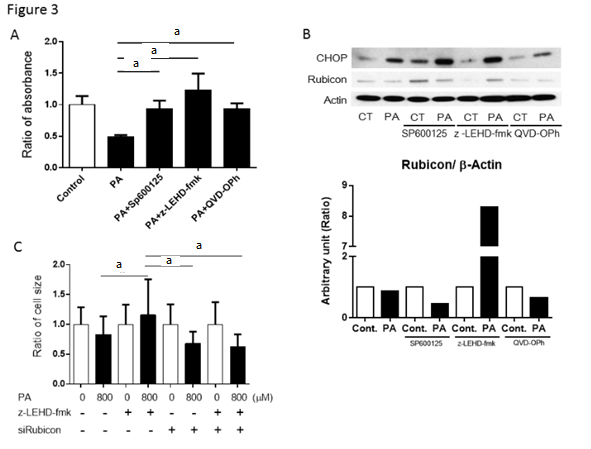 Figure 3
A
a
a
a
Ratio of absorbance
2.0
1.5
1.0
0.5
0.0
Control
PA
PA+Sp600125
PA+z-LEHD-fmk
PA+QVD-OPh
B
CHOP
Rubicon
Actin
CT PA CT PA CT PA CT PA
SP600125 z -LEHD-fmk QVD-OPh
Rubicon/ β-Actin
Arbitrary unit (Ratio)
9
8
7
2
1
0
Cont. PA Cont. PA Cont. PA Cont. PA
SP600125 z-LEHD-fmk QVD-OPh
C
a
a
a
Ratio of cell size
2.0
1.5
1.0
0.5
0.0
PA 0 800 0 800 0 800 0 800 (μM)
z-LEHD-fmk - - + + - - + +
siRubicon - - - - + + + +